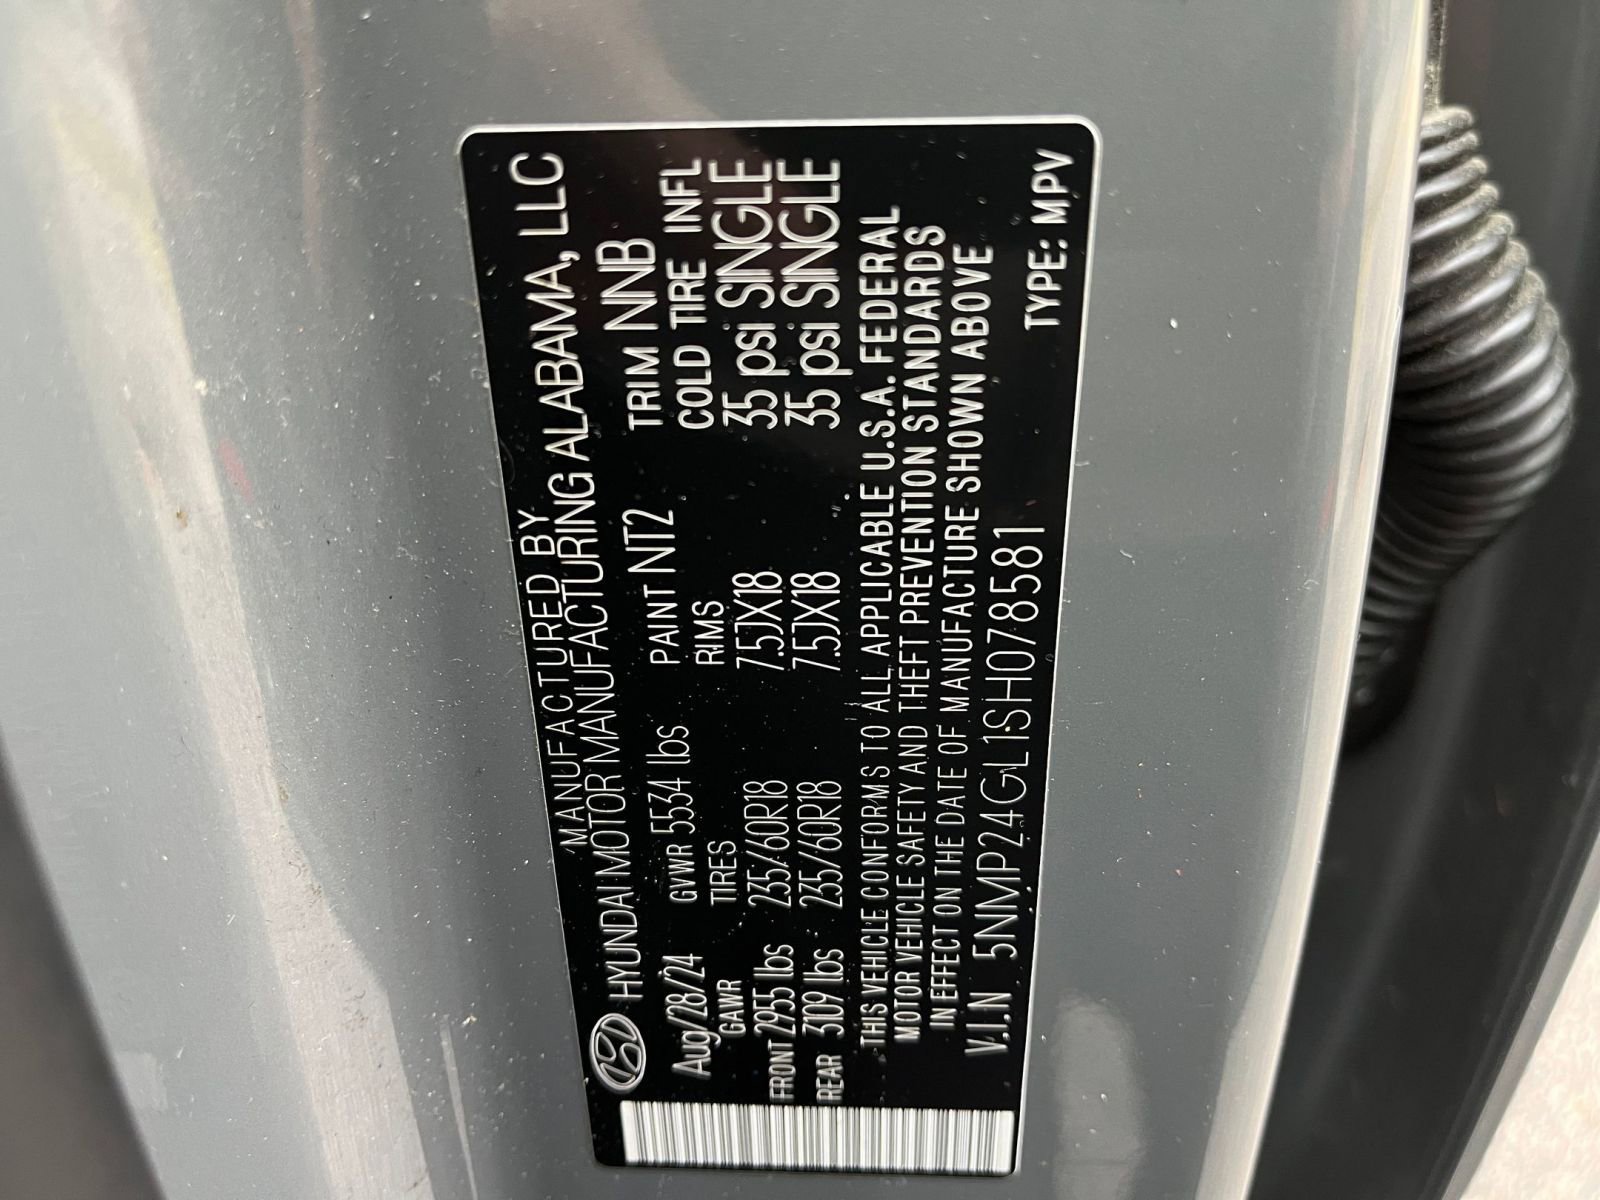 MANUFACTURED BY
HYUNDAI MOTOR MANUFACTURING ALABAMA, LLC
Aug/28/24 GVWR 5534 lbs PAINT NT2 TRIM NNB
GAWR TIRES RIMS COLD TIRE INFL
FRONT 2955 lbs 235/60R18 7.5JX18 35 psi SINGLE
REAR 3109 lbs 235/60R18 7.5JX18 35 psi SINGLE
THIS VEHICLE CONFORMS TO ALL APPLICABLE U.S.A. FEDERAL
MOTOR VEHICLE SAFETY AND THEFT PREVENTION STANDARDS
IN EFFECT ON THE DATE OF MANUFACTURE SHOWN ABOVE
V.I.N 5NMP24GL1SH078581 TYPE: MPV